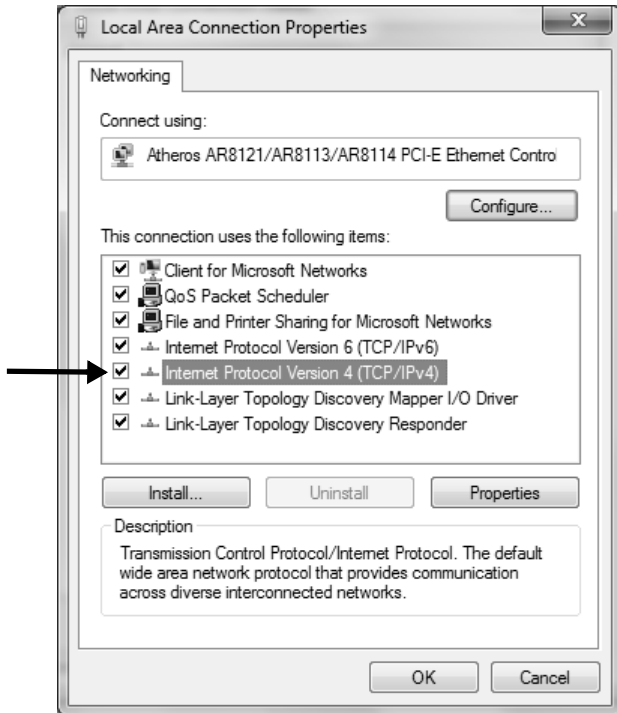 Local Area Connection Properties
Networking
Connect using:
Atheros AR8121/AR8113/AR8114 PCI-E Ethernet Contro
Configure...
This connection uses the following items:
Client for Microsoft Networks
QoS Packet Scheduler
File and Printer Sharing for Microsoft Networks
Internet Protocol Version 6 (TCP/IPv6)
Internet Protocol Version 4 (TCP/IPv4)
Link-Layer Topology Discovery Mapper I/O Driver
Link-Layer Topology Discovery Responder
Install... Uninstall Properties
Description
Transmission Control Protocol/Internet Protocol. The default
wide area network protocol that provides communication
across diverse interconnected networks.
OK Cancel